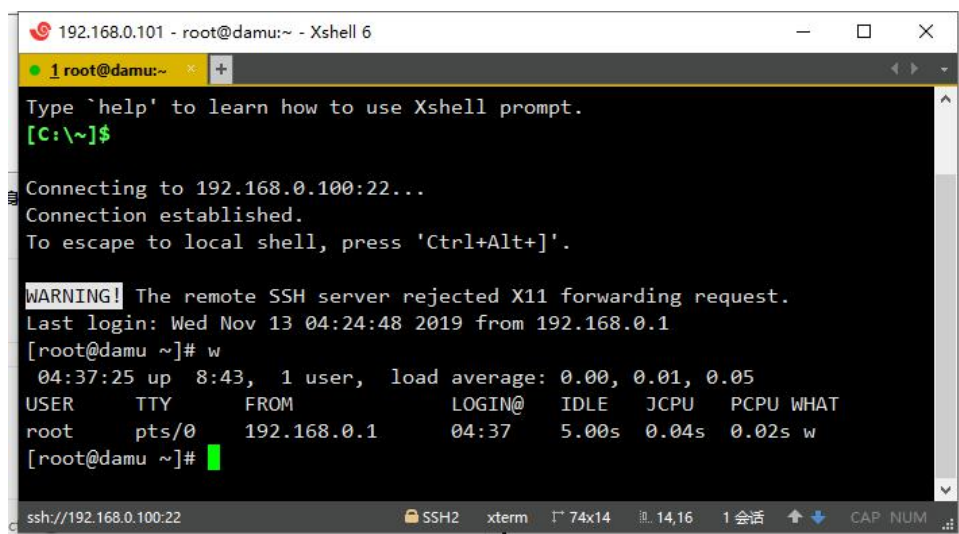 192.168.0.101 - root@damu:~ - Xshell 6
1 root@damu:~ × +
Type `help' to learn how to use Xshell prompt.
[C:\~]$
Connecting to 192.168.0.100:22...
Connection established.
To escape to local shell, press 'Ctrl+Alt+]'.
WARNING! The remote SSH server rejected X11 forwarding request.
Last login: Wed Nov 13 04:24:48 2019 from 192.168.0.1
[root@damu ~]# w
04:37:25 up  8:43,  1 user,  load average: 0.00, 0.01, 0.05
USER     TTY      FROM             LOGIN@   IDLE   JCPU   PCPU WHAT
root     pts/0    192.168.0.1      04:37    5.00s  0.04s  0.02s w
[root@damu ~]#
ssh://192.168.0.100:22 SSH2 xterm 74x14 14,16 1 会话 CAP NUM